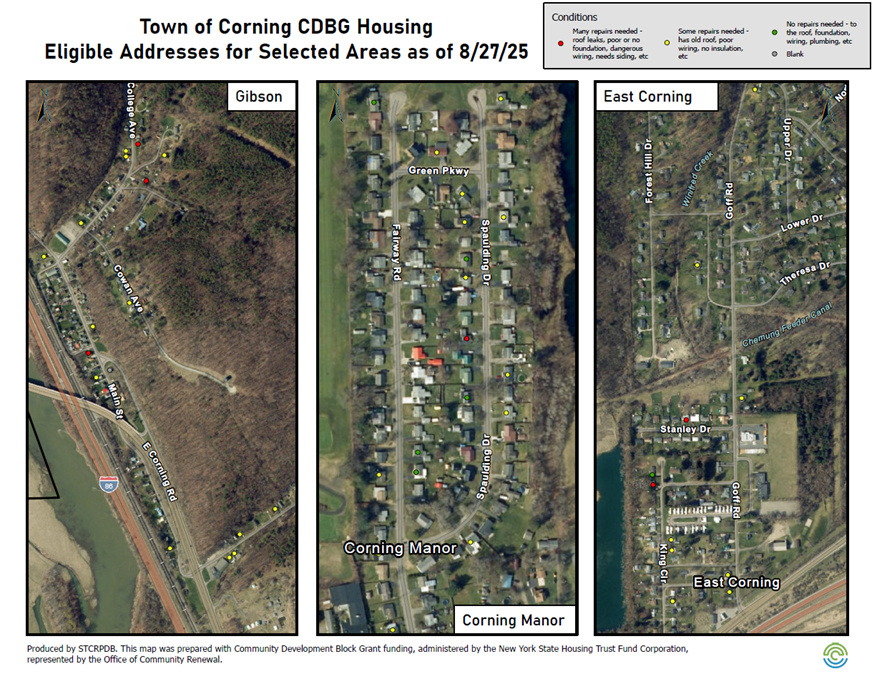 Town of Corning CDBG Housing
Eligible Addresses for Selected Areas as of 8/27/25
Conditions
Many repairs needed -
roof leaks, poor or no
foundation, dangerous
wiring, needs siding, etc
Some repairs needed -
has old roof, poor
wiring, no insulation,
etc
No repairs needed - to
the roof, foundation,
wiring, plumbing, etc
Blank
Gibson
College Ave
Cowan Ave
Main St
E Corning Rd
86
Green Pkwy
Fairway Rd
Spaulding Dr
Spaulding Dr
Corning Manor
Corning Manor
East Corning
No
Forest Hill Dr
Winfred Creek
Goff Rd
Upper Dr
Lower Dr
Theresa Dr
Chemung Feeder Canal
Stanley Dr
Goff Rd
King Cir
East Corning
Produced by STCRPDB. This map was prepared with Community Development Block Grant funding, administered by the New York State Housing Trust Fund Corporation,
represented by the Office of Community Renewal.